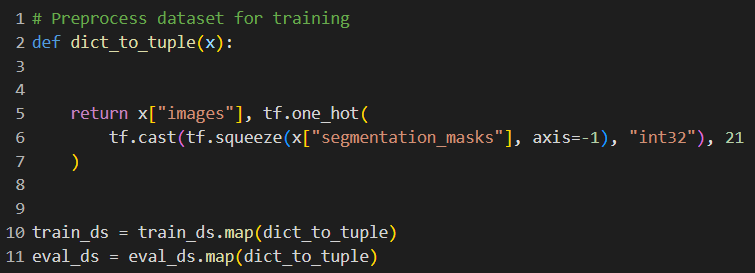 1 # Preprocess dataset for training
2 def dict_to_tuple(x):
3
4
5     return x["images"], tf.one_hot(
6         tf.cast(tf.squeeze(x["segmentation_masks"], axis=-1), "int32"), 21
7     )
8
9
10 train_ds = train_ds.map(dict_to_tuple)
11 eval_ds = eval_ds.map(dict_to_tuple)